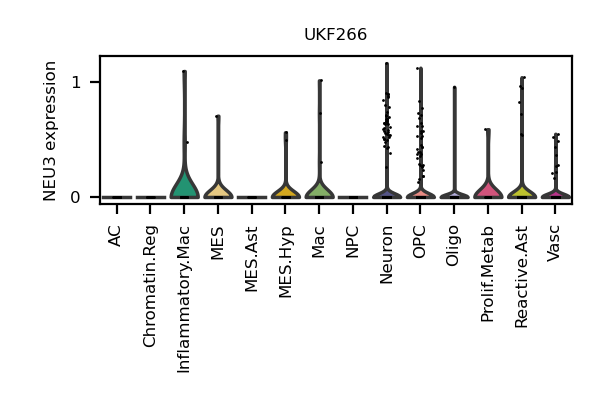 UKF266
NEU3 expression
1
0
AC
Chromatin.Reg
Inflammatory.Mac
MES
MES.Ast
MES.Hyp
Mac
NPC
Neuron
OPC
Oligo
Prolif.Metab
Reactive.Ast
Vasc